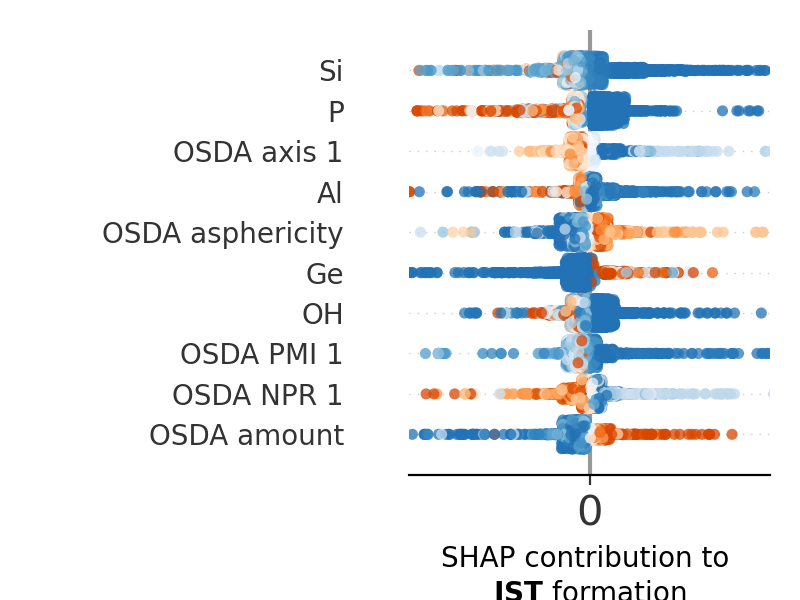 Si
P
OSDA axis 1
Al
OSDA asphericity
Ge
OH
OSDA PMI 1
OSDA NPR 1
OSDA amount
0
SHAP contribution to
IST formation